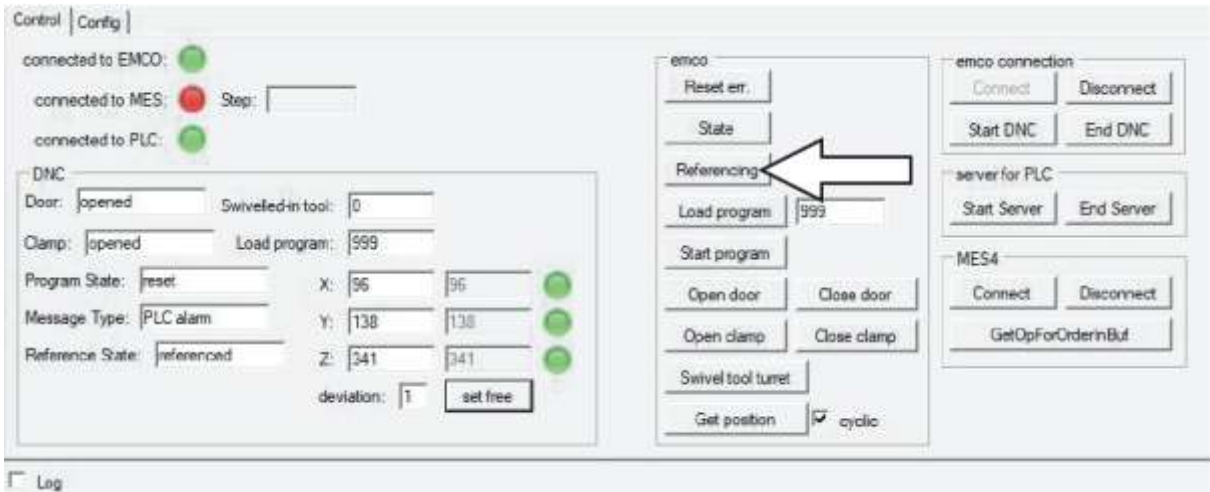 Control Config
connected to EMCO:
connected to MES: Step:
connected to PLC:
DNC
Door: opened Swivelled-in tool: 0
Clamp: opened Load program: 999
Program State: reset X: 96 96
Message Type: PLC alarm Y: 138 138
Reference State: referenced Z: 341 341
deviation: 1 set free
emco
Reset err.
State
Referencing
Load program 999
Start program
Open door Close door
Open clamp Close clamp
Swivel tool turret
Get position cyclic
emco connection
Connect Disconnect
Start DNC End DNC
server for PLC
Start Server End Server
MES4
Connect Disconnect
GetOpForOrderInBuf
Log